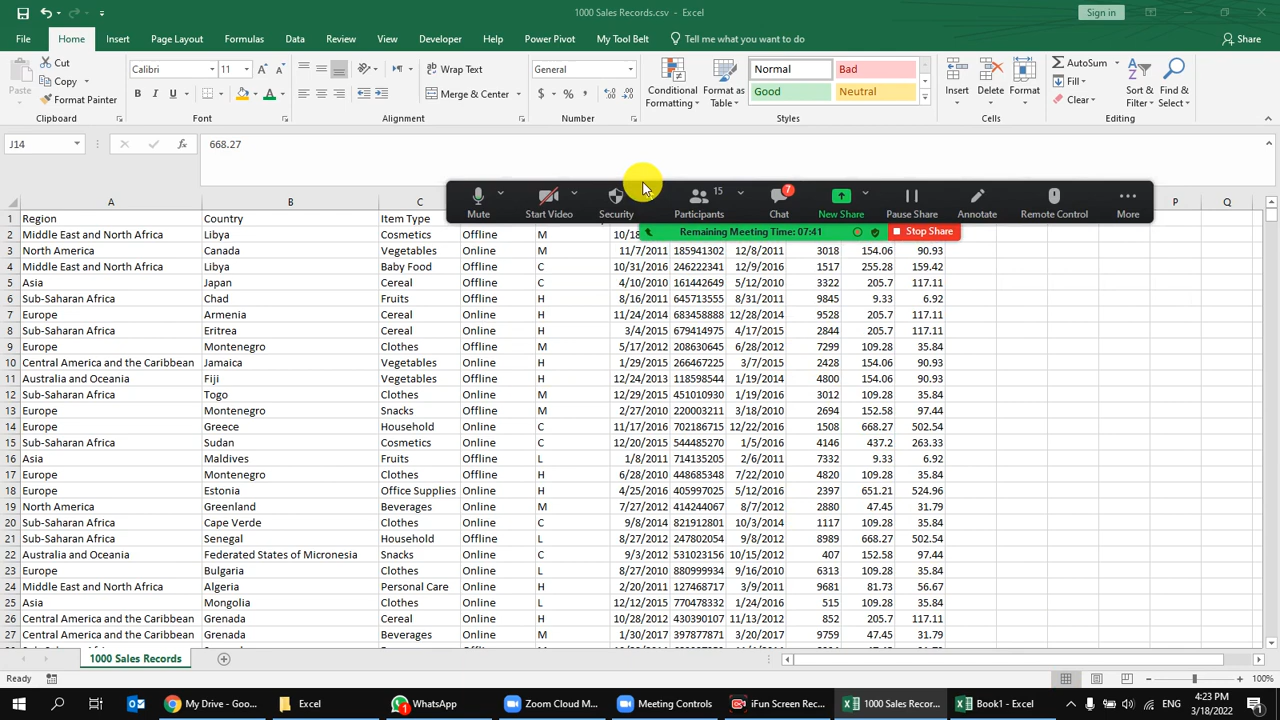 1000 Sales Records.csv - Excel
Sign in
File Home Insert Page Layout Formulas Data Review View Developer Help Power Pivot My Tool Belt Tell me what you want to do Share
Paste
Cut
Copy
Format Painter
Clipboard
Calibri 11
B I U
Font
Wrap Text
Merge & Center
Alignment
General
$ % ,
Number
Conditional Formatting
Format as Table
Normal Bad
Good Neutral
Styles
Insert Delete Format
Cells
AutoSum
Fill
Clear
Sort & Filter
Find & Select
Editing
J14 fx 668.27
Mute Start Video Security Participants 15 Chat 7 New Share Pause Share Annotate Remote Control More
Remaining Meeting Time: 07:41 Stop Share
A B C P Q
1 Region Country Item Type
2 Middle East and North Africa Libya Cosmetics Offline M 10/18
3 North America Canada Vegetables Online M 11/7/2011 185941302 12/8/2011 3018 154.06 90.93
4 Middle East and North Africa Libya Baby Food Offline C 10/31/2016 246222341 12/9/2016 1517 255.28 159.42
5 Asia Japan Cereal Offline C 4/10/2010 161442649 5/12/2010 3322 205.7 117.11
6 Sub-Saharan Africa Chad Fruits Offline H 8/16/2011 645713555 8/31/2011 9845 9.33 6.92
7 Europe Armenia Cereal Online H 11/24/2014 683458888 12/28/2014 9528 205.7 117.11
8 Sub-Saharan Africa Eritrea Cereal Online H 3/4/2015 679414975 4/17/2015 2844 205.7 117.11
9 Europe Montenegro Clothes Offline M 5/17/2012 208630645 6/28/2012 7299 109.28 35.84
10 Central America and the Caribbean Jamaica Vegetables Online H 1/29/2015 266467225 3/7/2015 2428 154.06 90.93
11 Australia and Oceania Fiji Vegetables Offline H 12/24/2013 118598544 1/19/2014 4800 154.06 90.93
12 Sub-Saharan Africa Togo Clothes Online M 12/29/2015 451010930 1/19/2016 3012 109.28 35.84
13 Europe Montenegro Snacks Offline M 2/27/2010 220003211 3/18/2010 2694 152.58 97.44
14 Europe Greece Household Online C 11/17/2016 702186715 12/22/2016 1508 668.27 502.54
15 Sub-Saharan Africa Sudan Cosmetics Online C 12/20/2015 544485270 1/5/2016 4146 437.2 263.33
16 Asia Maldives Fruits Offline L 1/8/2011 714135205 2/6/2011 7332 9.33 6.92
17 Europe Montenegro Clothes Offline H 6/28/2010 448685348 7/22/2010 4820 109.28 35.84
18 Europe Estonia Office Supplies Online H 4/25/2016 405997025 5/12/2016 2397 651.21 524.96
19 North America Greenland Beverages Online M 7/27/2012 414244067 8/7/2012 2880 47.45 31.79
20 Sub-Saharan Africa Cape Verde Clothes Online C 9/8/2014 821912801 10/3/2014 1117 109.28 35.84
21 Sub-Saharan Africa Senegal Household Offline L 8/27/2012 247802054 9/8/2012 8989 668.27 502.54
22 Australia and Oceania Federated States of Micronesia Snacks Online C 9/3/2012 531023156 10/15/2012 407 152.58 97.44
23 Europe Bulgaria Clothes Online L 8/27/2010 880999934 9/16/2010 6313 109.28 35.84
24 Middle East and North Africa Algeria Personal Care Online H 2/20/2011 127468717 3/9/2011 9681 81.73 56.67
25 Asia Mongolia Clothes Online L 12/12/2015 770478332 1/24/2016 515 109.28 35.84
26 Central America and the Caribbean Grenada Cereal Online H 10/28/2012 430390107 11/13/2012 852 205.7 117.11
27 Central America and the Caribbean Grenada Beverages Online M 1/30/2017 397877871 3/20/2017 9759 47.45 31.79
1000 Sales Records
Ready 100%
My Drive - Goo... Excel WhatsApp Zoom Cloud M... Meeting Controls iFun Screen Rec... 1000 Sales Recor... Book1 - Excel
4:23 PM
3/18/2022